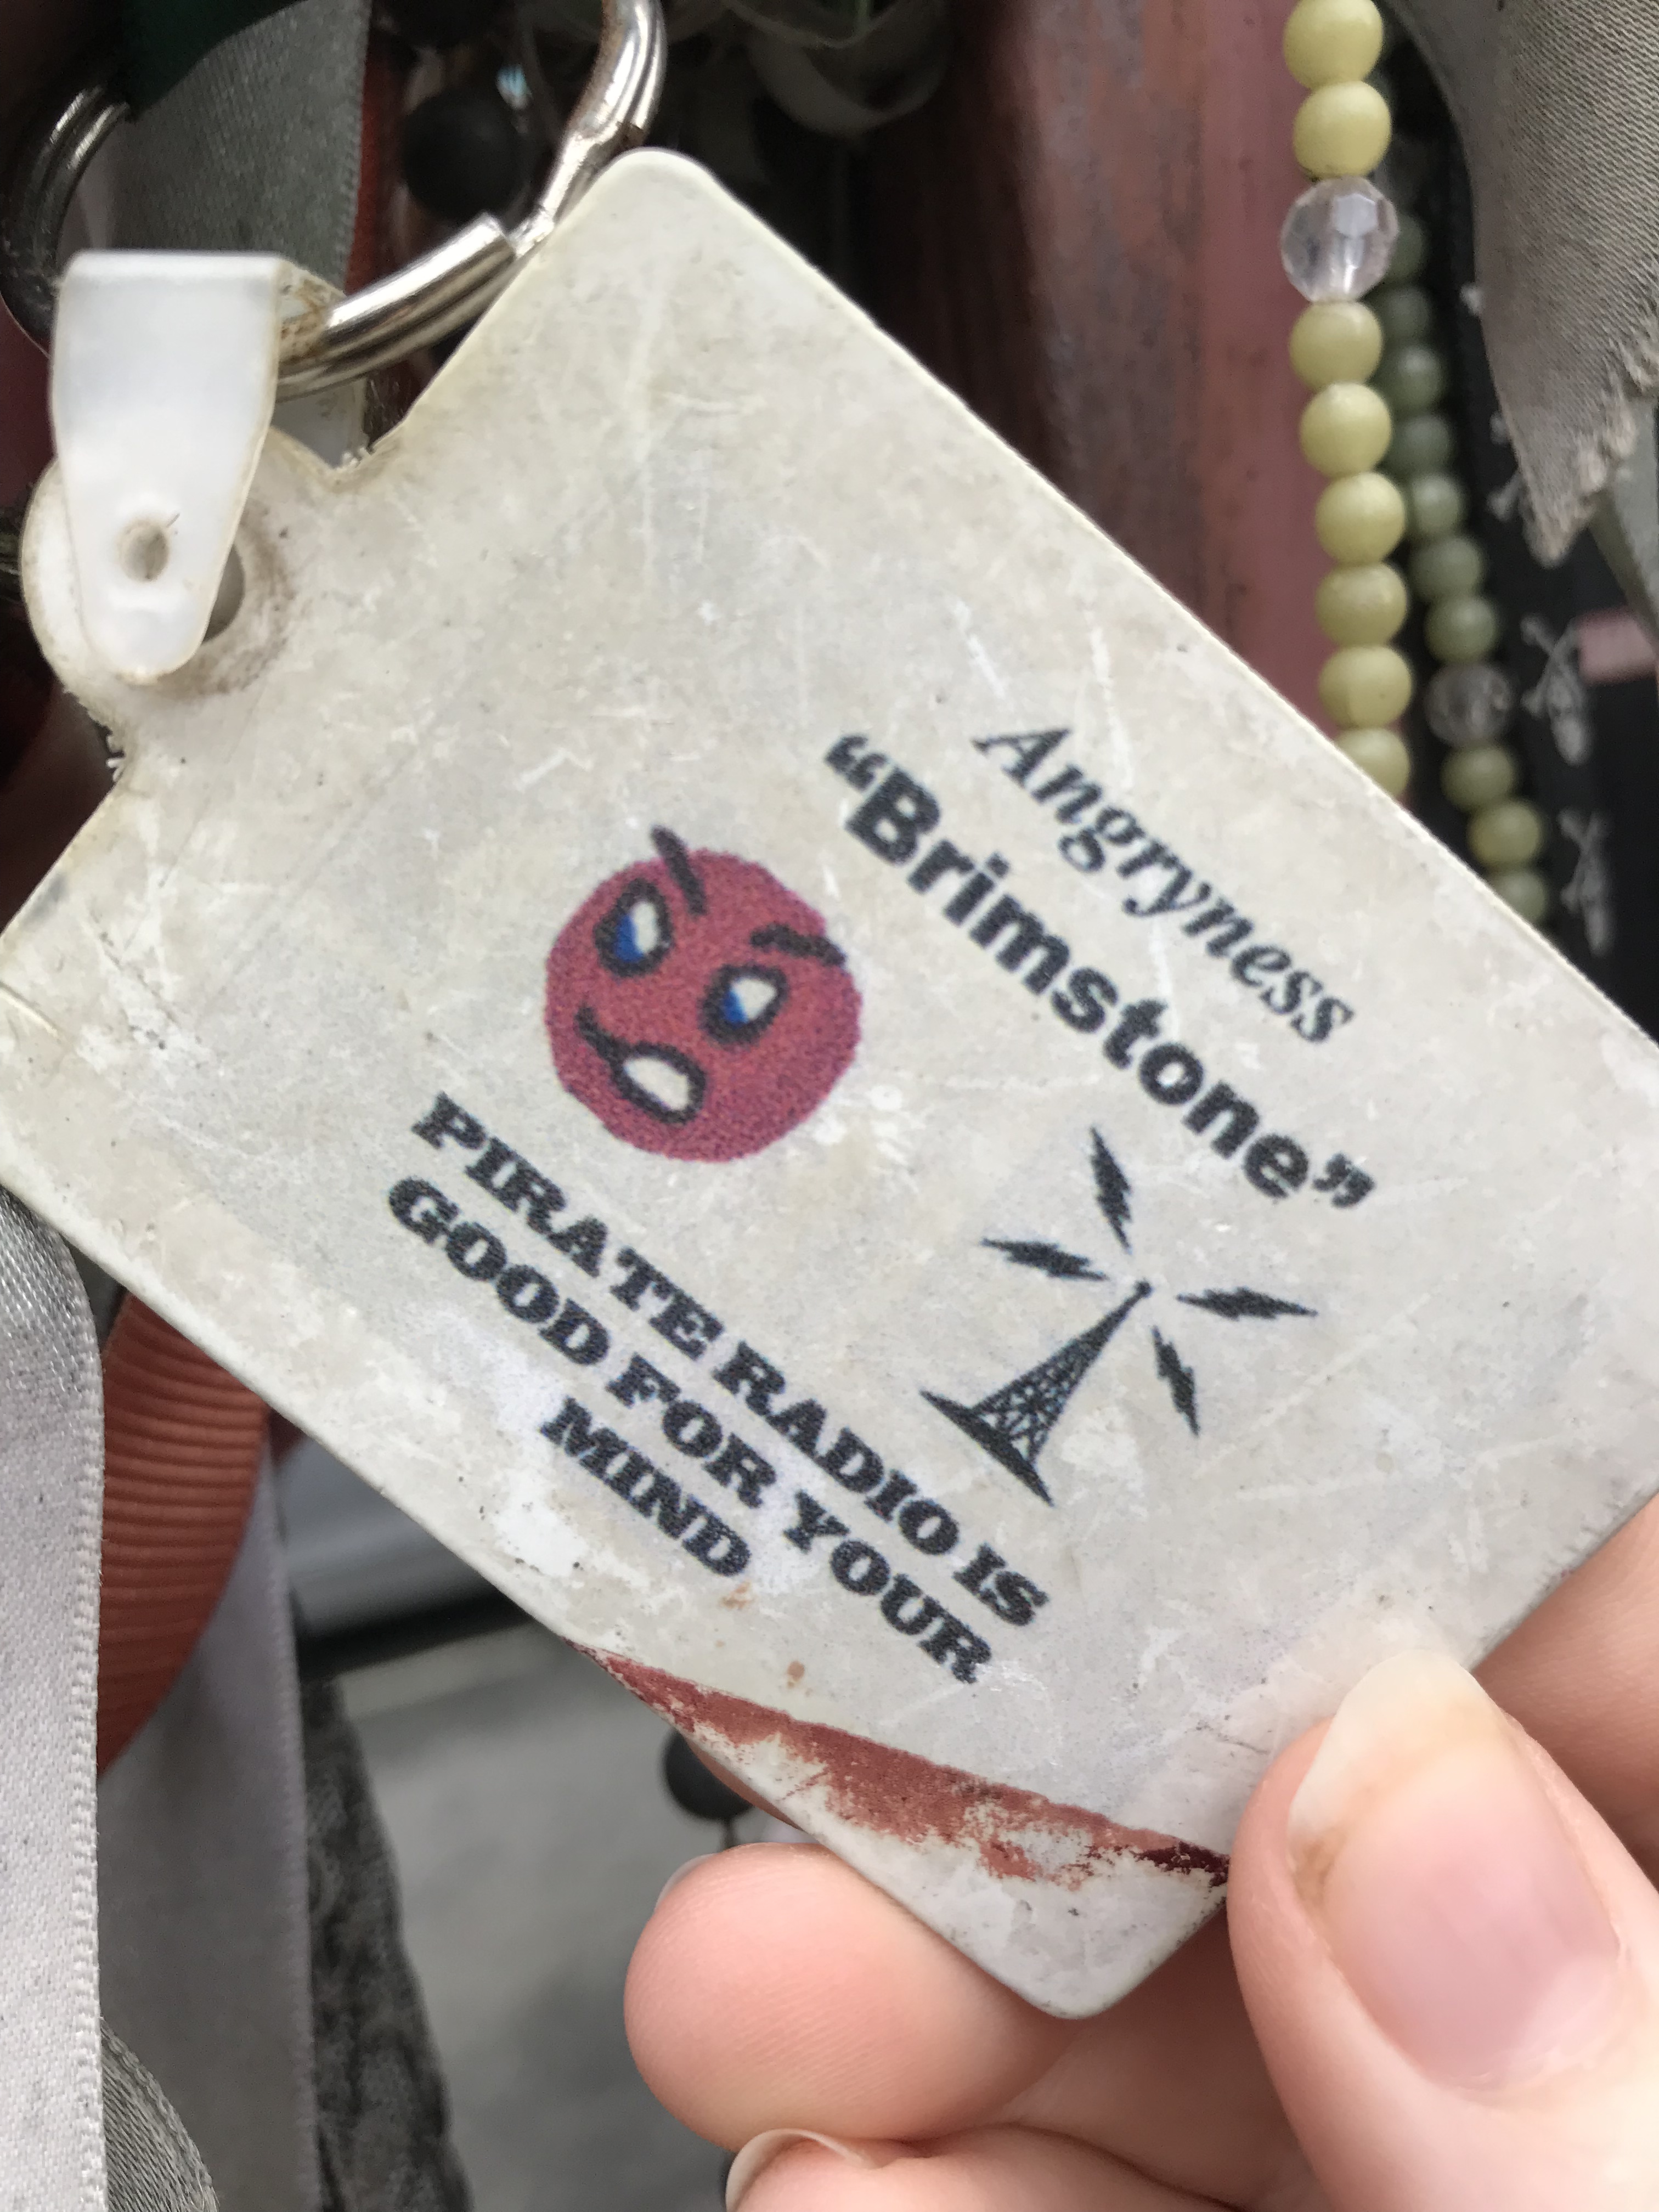 Angryness
“Brimstone”
PIRATE RADIO IS
GOOD FOR YOUR
MIND